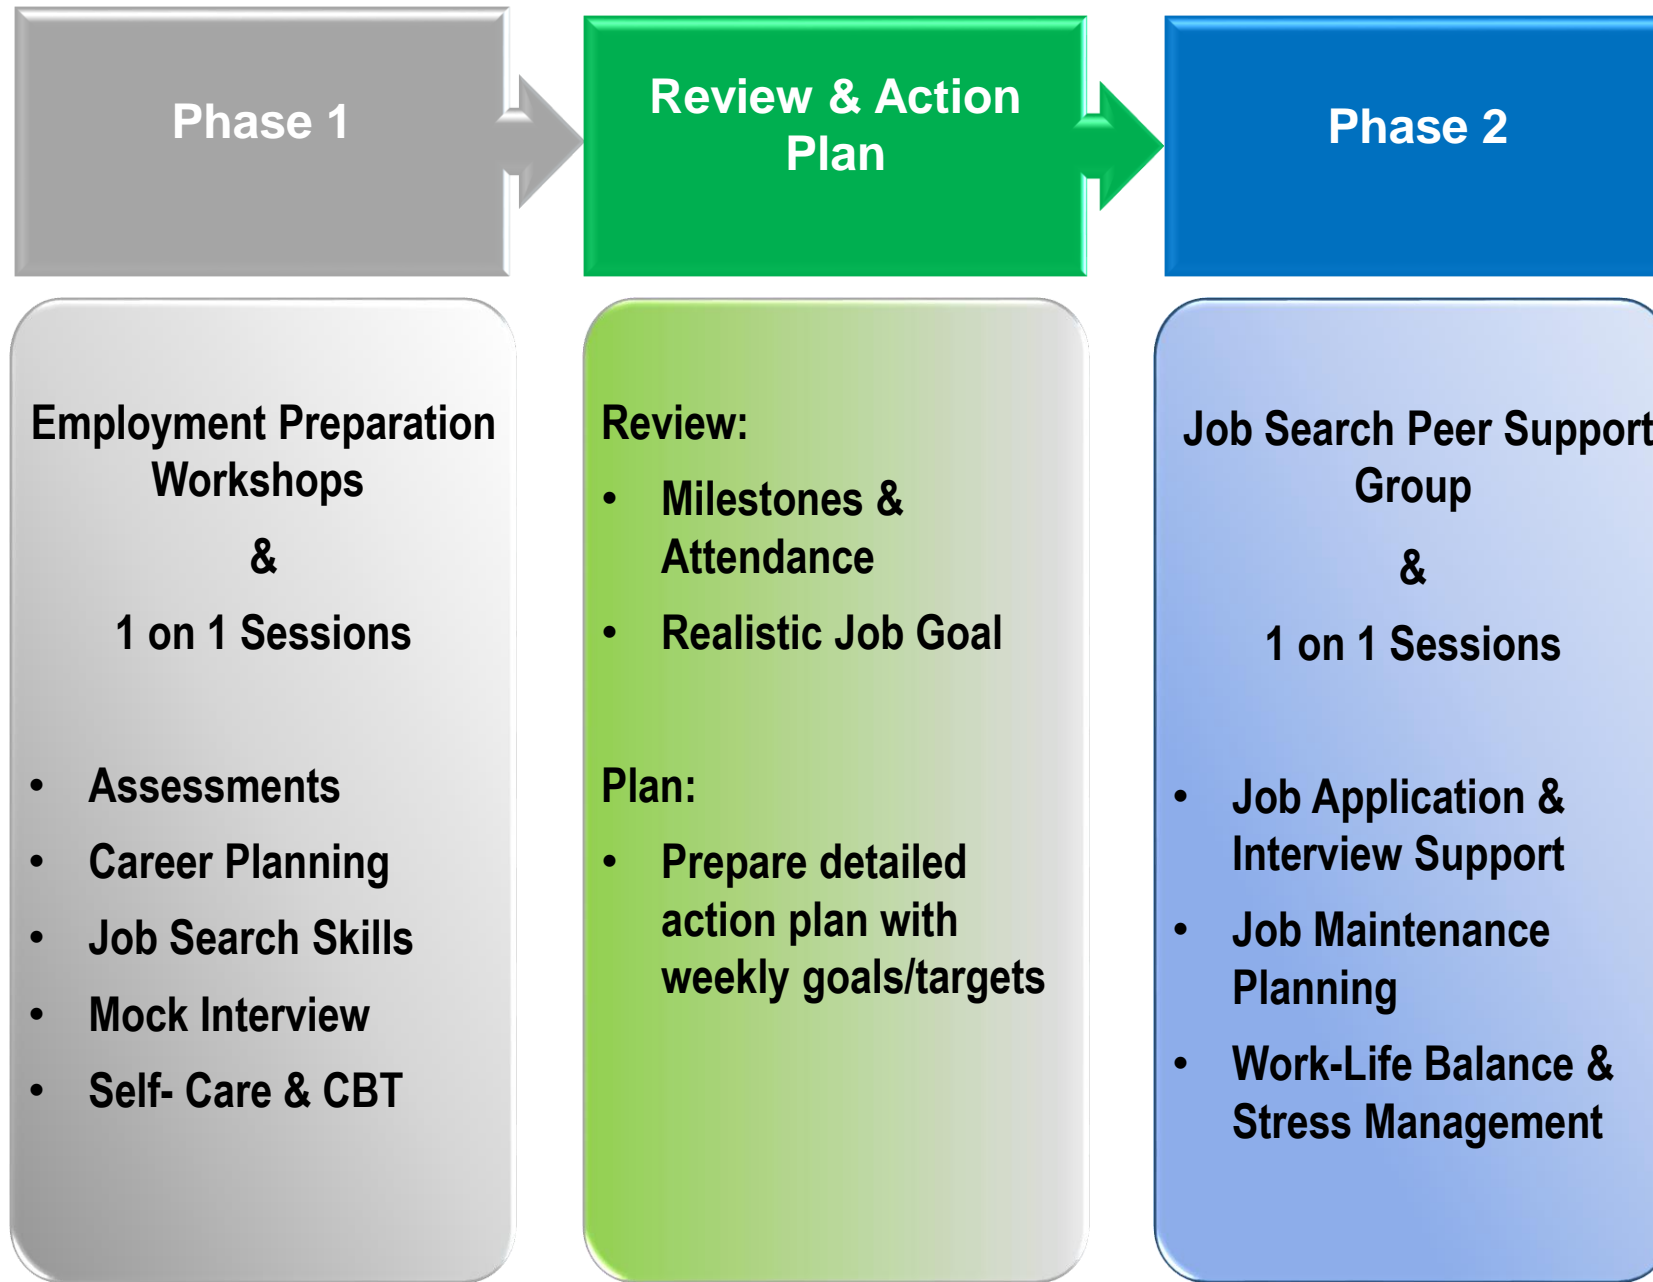 Phase 1
Review & Action
Plan
Phase 2
Employment Preparation
Workshops
&
1 on 1 Sessions
• Assessments
• Career Planning
• Job Search Skills
• Mock Interview
• Self- Care & CBT
Review:
• Milestones &
Attendance
• Realistic Job Goal
Plan:
• Prepare detailed
action plan with
weekly goals/targets
Job Search Peer Support
Group
&
1 on 1 Sessions
• Job Application &
Interview Support
• Job Maintenance
Planning
• Work-Life Balance &
Stress Management